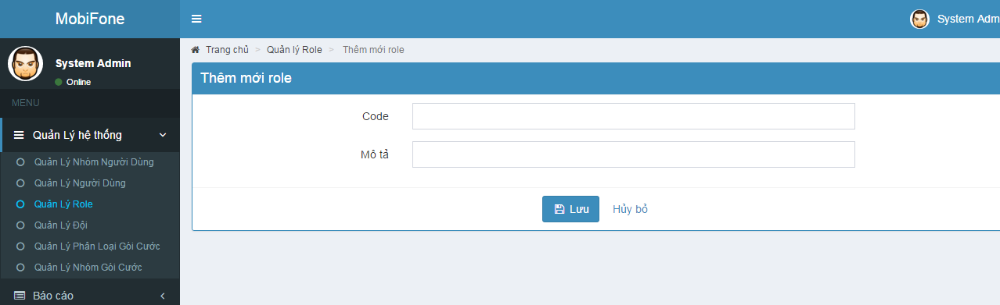 MobiFone
System Adm
System Admin
Online
MENU
Quản Lý hệ thống
Quản Lý Nhóm Người Dùng
Quản Lý Người Dùng
Quản Lý Role
Quản Lý Đội
Quản Lý Phân Loại Gói Cước
Quản Lý Nhóm Gói Cước
Báo cáo
Trang chủ > Quản lý Role > Thêm mới role
Thêm mới role
Code
Mô tả
Lưu Hủy bỏ